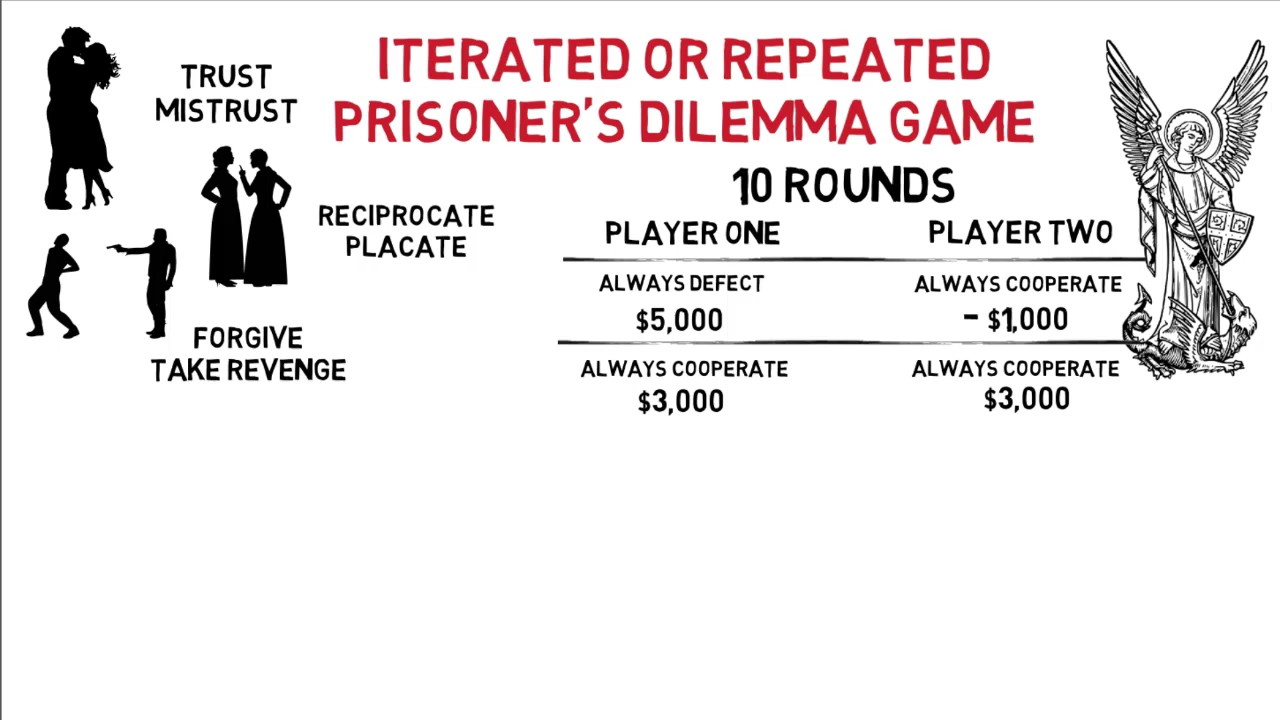 ITERATED OR REPEATED
PRISONER'S DILEMMA GAME
TRUST
MISTRUST
RECIPROCATE
PLACATE
FORGIVE
TAKE REVENGE
10 ROUNDS
PLAYER ONE PLAYER TWO
ALWAYS DEFECT ALWAYS COOPERATE
$5,000 - $1,000
ALWAYS COOPERATE ALWAYS COOPERATE
$3,000 $3,000